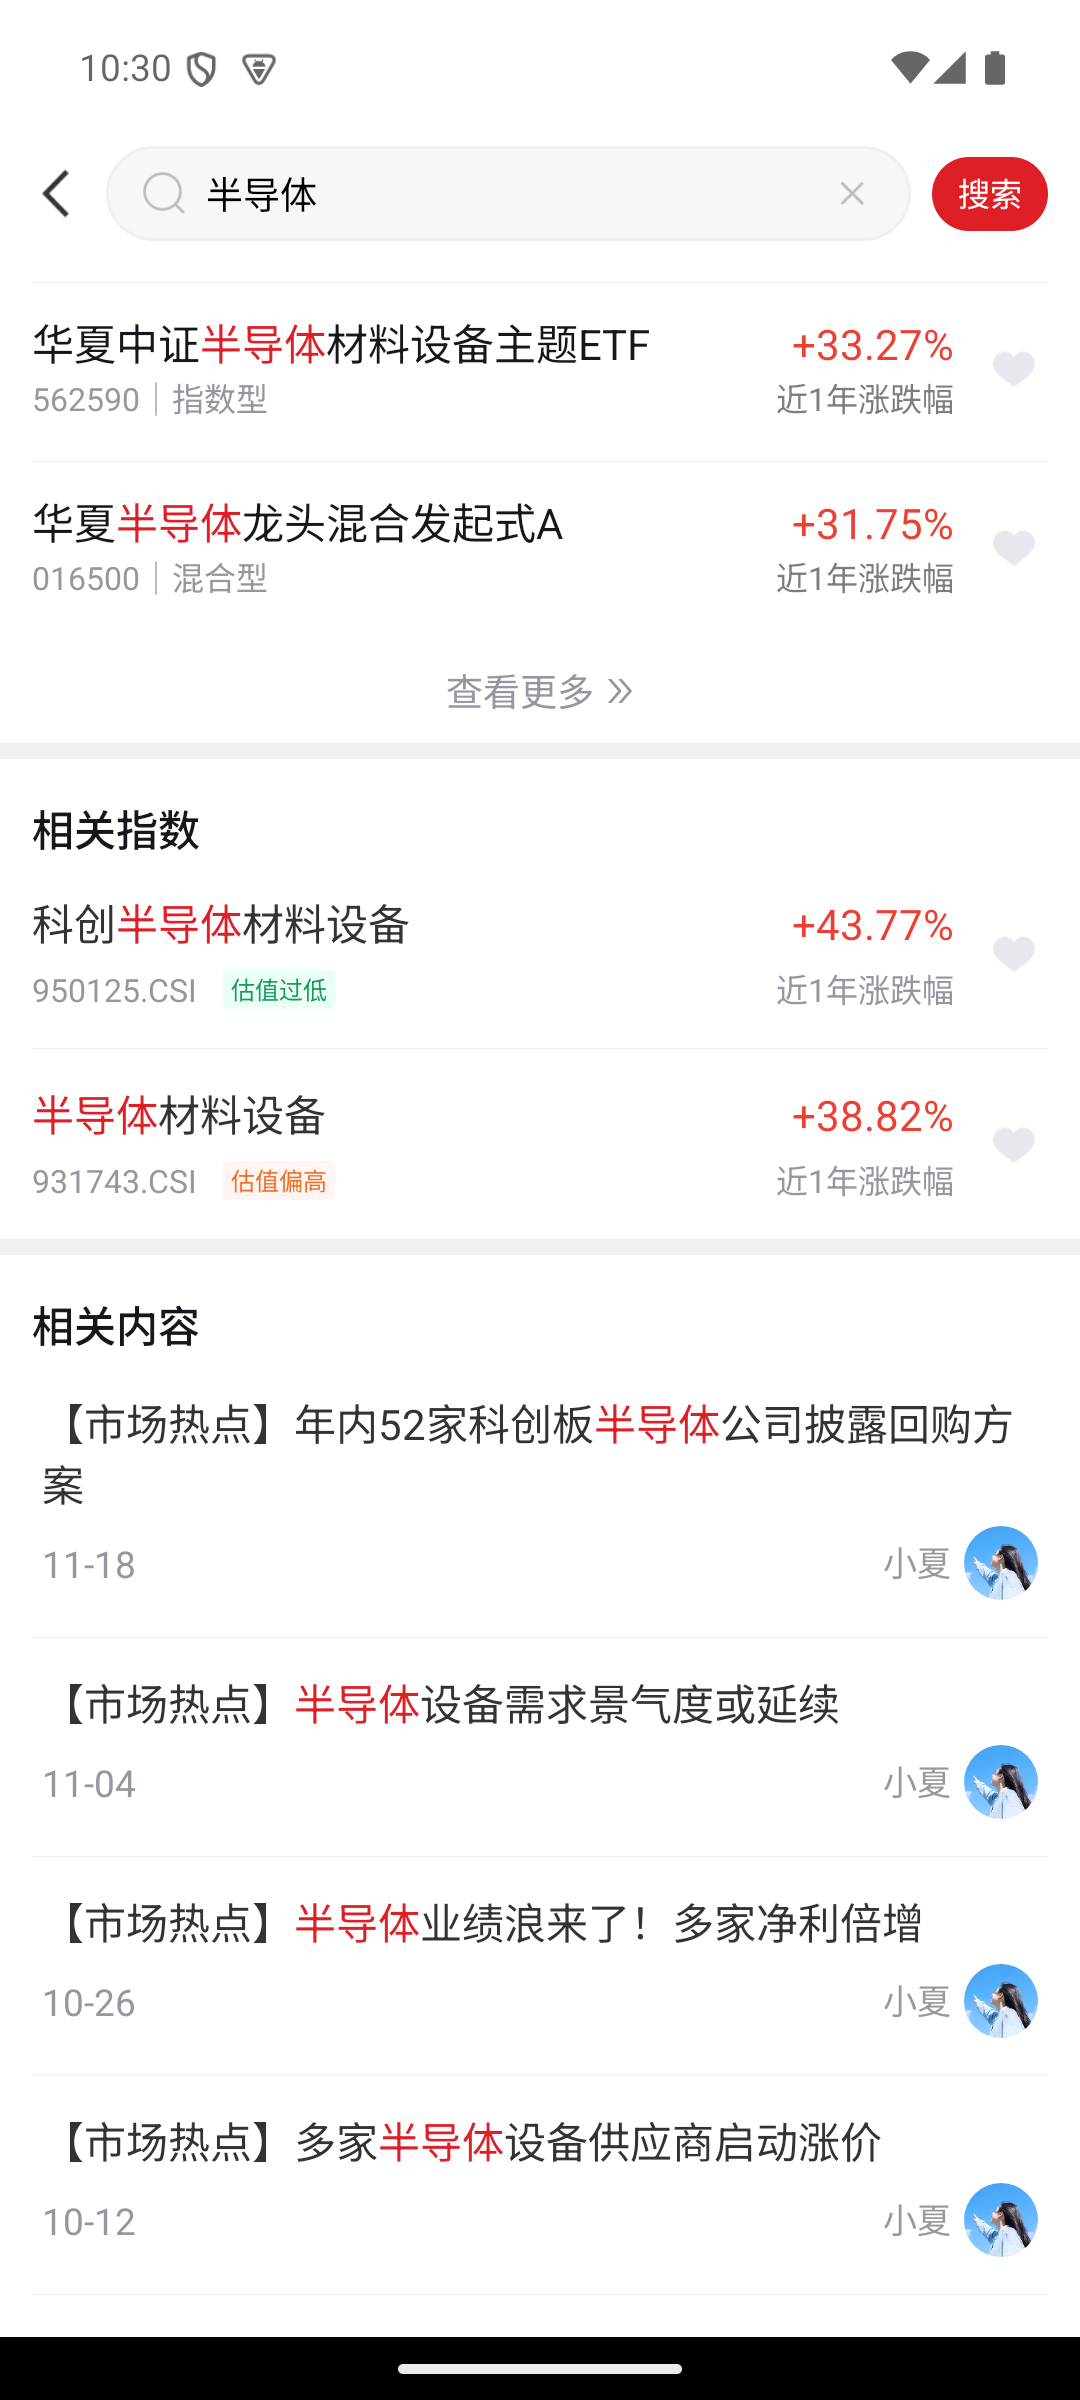 10:30
半导体
搜索
华夏中证半导体材料设备主题ETF
+33.27%
562590 | 指数型
近1年涨跌幅
华夏半导体龙头混合发起式A
+31.75%
016500 | 混合型
近1年涨跌幅
查看更多
相关指数
科创半导体材料设备
+43.77%
950125.CSI 估值过低
近1年涨跌幅
半导体材料设备
+38.82%
931743.CSI 估值偏高
近1年涨跌幅
相关内容
【市场热点】年内52家科创板半导体公司披露回购方
案
11-18
小夏
【市场热点】半导体设备需求景气度或延续
11-04
小夏
【市场热点】半导体业绩浪来了！多家净利倍增
10-26
小夏
【市场热点】多家半导体设备供应商启动涨价
10-12
小夏